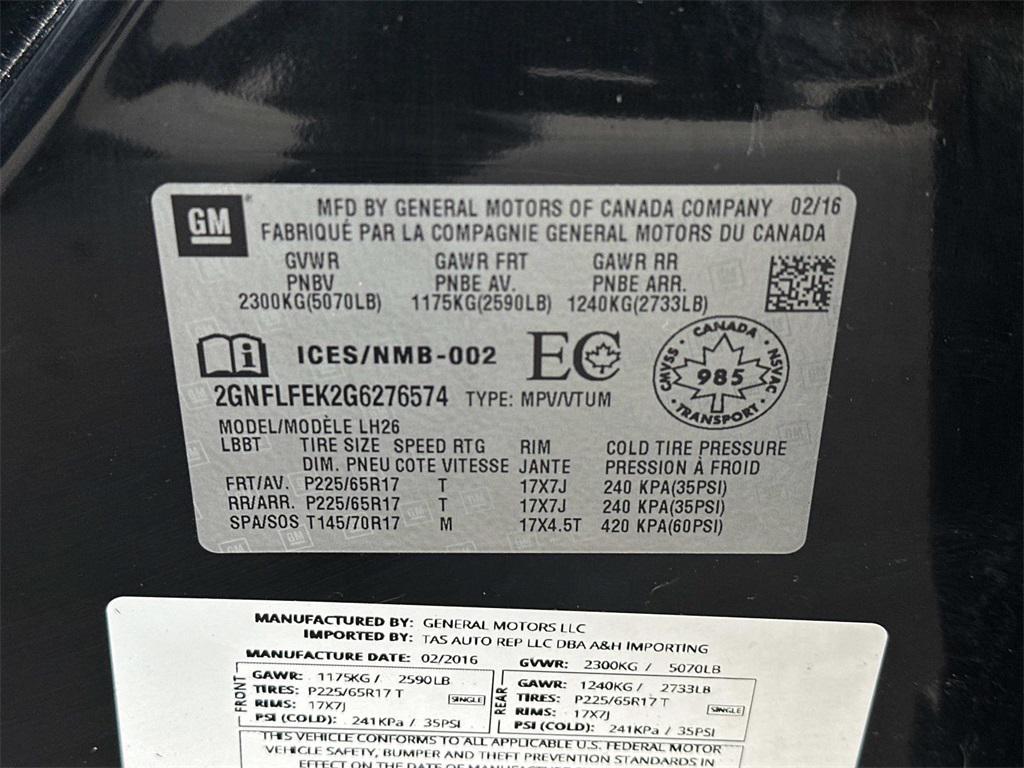 GM
MFD BY GENERAL MOTORS OF CANADA COMPANY 02/16
FABRIQUÉ PAR LA COMPAGNIE GENERAL MOTORS DU CANADA
GVWR GAWR FRT GAWR RR
PNBV PNBE AV. PNBE ARR.
2300KG(5070LB) 1175KG(2590LB) 1240KG(2733LB)
i ICES/NMB-002 EC
CANADA
CMVSS 985 NSVAC
TRANSPORT
2GNFLFEK2G6276574 TYPE: MPV/VTUM
MODEL/MODÈLE LH26
LBBT TIRE SIZE SPEED RTG RIM COLD TIRE PRESSURE
DIM. PNEU COTE VITESSE JANTE PRESSION À FROID
FRT/AV. P225/65R17 T 17X7J 240 KPA(35PSI)
RR/ARR. P225/65R17 T 17X7J 240 KPA(35PSI)
SPA/SOS T145/70R17 M 17X4.5T 420 KPA(60PSI)
MANUFACTURED BY: GENERAL MOTORS LLC
IMPORTED BY: TAS AUTO REP LLC DBA A&H IMPORTING
MANUFACTURE DATE: 02/2016 GVWR: 2300KG / 5070LB
FRONT
GAWR: 1175KG / 2590LB
TIRES: P225/65R17 T SINGLE
RIMS: 17X7J
PSI (COLD): 241KPa / 35PSI
REAR
GAWR: 1240KG / 2733LB
TIRES: P225/65R17 T
RIMS: 17X7J SINGLE
PSI (COLD): 241KPa / 35PSI
THIS VEHICLE CONFORMS TO ALL APPLICABLE U.S. FEDERAL MOTOR
VEHICLE SAFETY, BUMPER AND THEFT PREVENTION STANDARDS IN
EFFECT ON THE DATE OF